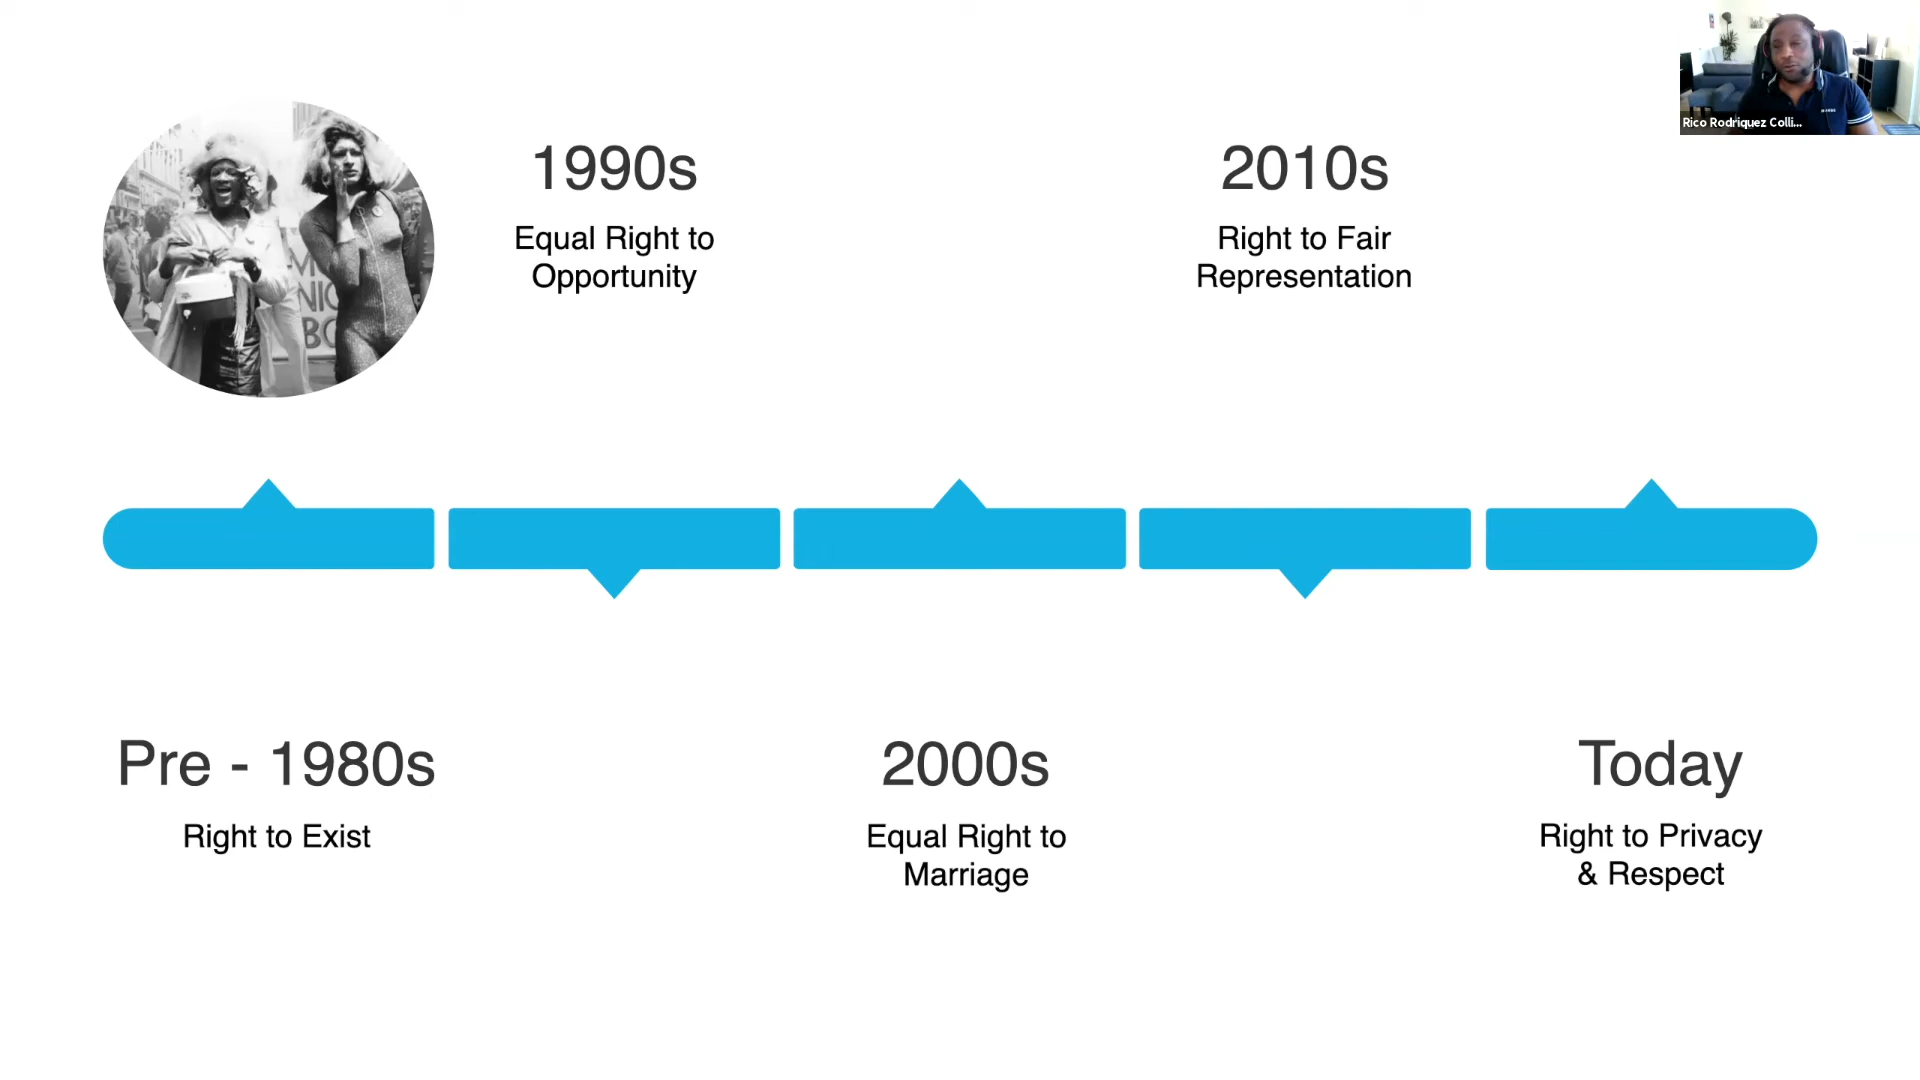 Rico Rodriquez Colli...
1990s
Equal Right to
Opportunity
2010s
Right to Fair
Representation
Pre - 1980s
Right to Exist
2000s
Equal Right to
Marriage
Today
Right to Privacy
& Respect